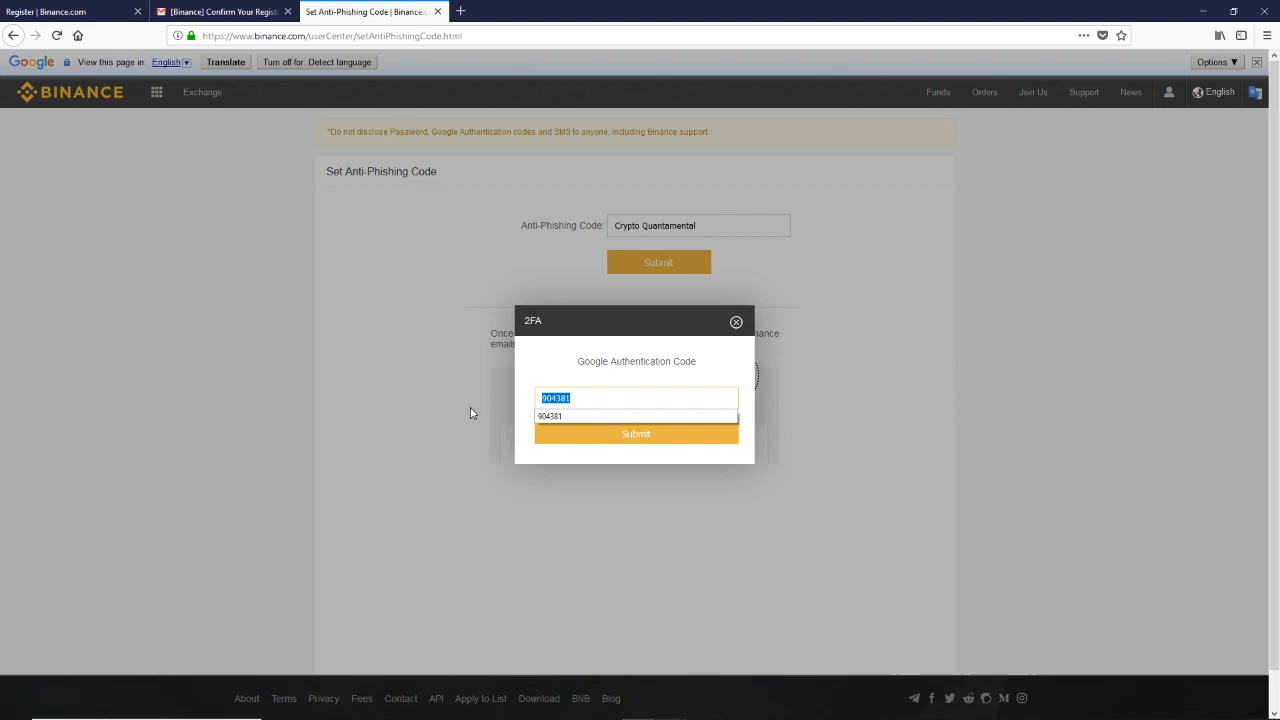 Register | Binance.com
[Binance] Confirm Your Regist
Set Anti-Phishing Code | Binance.c
https://www.binance.com/userCenter/setAntiPhishingCode.html
Google View this page in: English Translate Turn off for: Detect language Options ▼
BINANCE Exchange Funds Orders Join Us Support News English
*Do not disclose Password, Google Authentication codes and SMS to anyone, including Binance support.
Set Anti-Phishing Code
Anti-Phishing Code: Crypto Quantamental
Submit
2FA
Once
nance
emails
Google Authentication Code
904381
904381
Submit
About Terms Privacy Fees Contact API Apply to List Download BNB Blog